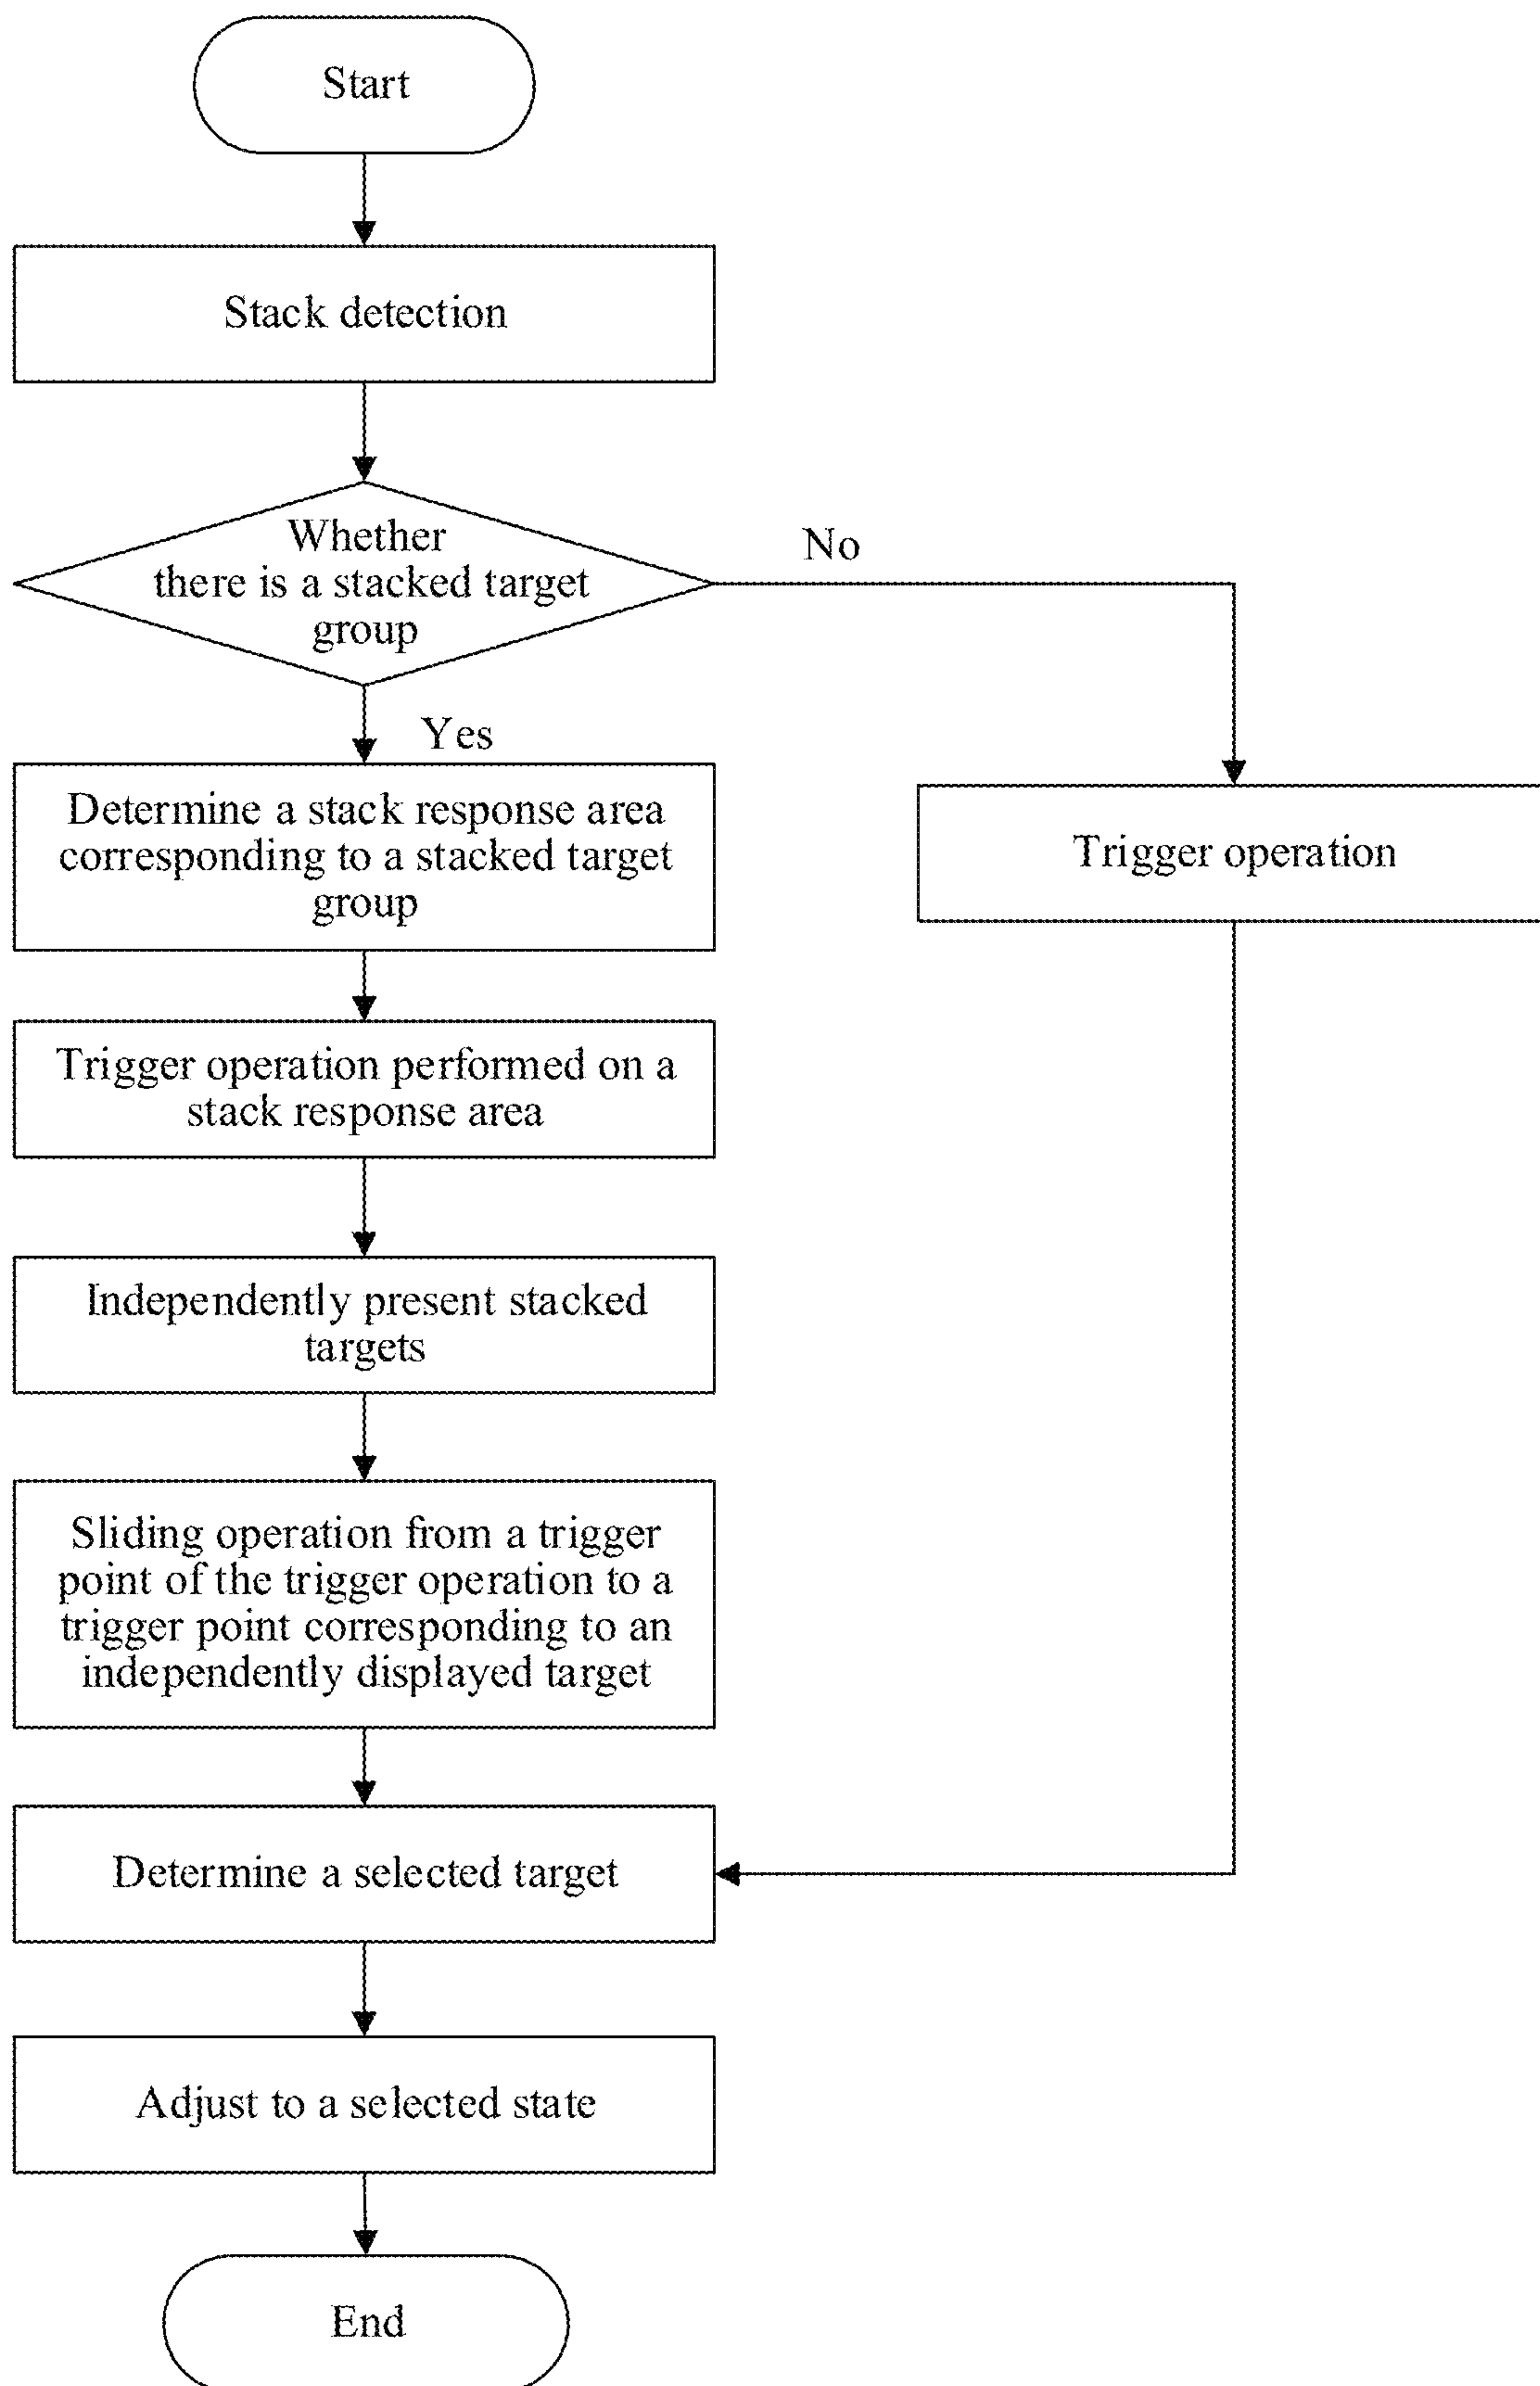 Start
Stack detection
Whether
there is a stacked target
group
No
Yes
Determine a stack response area
corresponding to a stacked target
group
Trigger operation
Trigger operation performed on a
stack response area
Independently present stacked
targets
Sliding operation from a trigger
point of the trigger operation to a
trigger point corresponding to an
independently displayed target
Determine a selected target
Adjust to a selected state
End